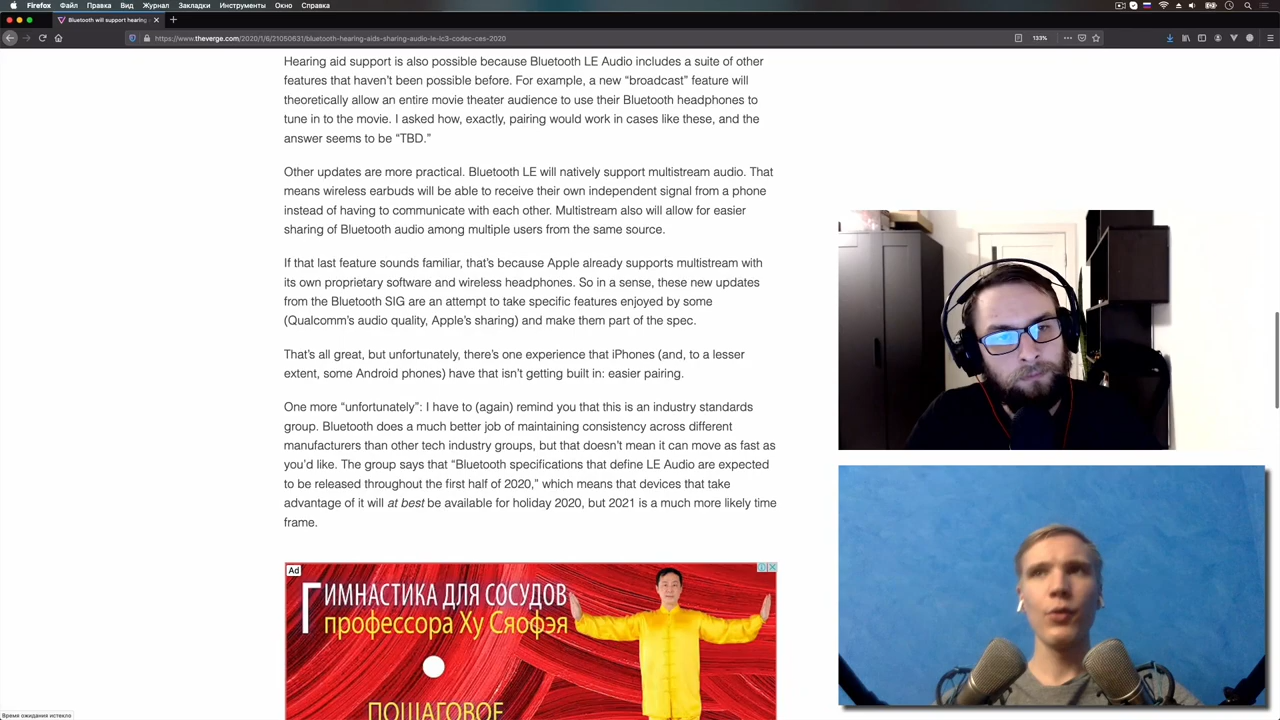 Firefox Файл Правка Вид Журнал Закладки Инструменты Окно Справка
Bluetooth will support hearing
https://www.theverge.com/2020/1/6/21050631/bluetooth-hearing-aids-sharing-audio-le-lc3-codec-ces-2020
133%
Hearing aid support is also possible because Bluetooth LE Audio includes a suite of other
features that haven’t been possible before. For example, a new “broadcast” feature will
theoretically allow an entire movie theater audience to use their Bluetooth headphones to
tune in to the movie. I asked how, exactly, pairing would work in cases like these, and the
answer seems to be “TBD.”
Other updates are more practical. Bluetooth LE will natively support multistream audio. That
means wireless earbuds will be able to receive their own independent signal from a phone
instead of having to communicate with each other. Multistream also will allow for easier
sharing of Bluetooth audio among multiple users from the same source.
If that last feature sounds familiar, that’s because Apple already supports multistream with
its own proprietary software and wireless headphones. So in a sense, these new updates
from the Bluetooth SIG are an attempt to take specific features enjoyed by some
(Qualcomm’s audio quality, Apple’s sharing) and make them part of the spec.
That’s all great, but unfortunately, there’s one experience that iPhones (and, to a lesser
extent, some Android phones) have that isn’t getting built in: easier pairing.
One more “unfortunately”: I have to (again) remind you that this is an industry standards
group. Bluetooth does a much better job of maintaining consistency across different
manufacturers than other tech industry groups, but that doesn’t mean it can move as fast as
you’d like. The group says that “Bluetooth specifications that define LE Audio are expected
to be released throughout the first half of 2020,” which means that devices that take
advantage of it will at best be available for holiday 2020, but 2021 is a much more likely time
frame.
Ad
ГИМНАСТИКА ДЛЯ СОСУДОВ
профессора Ху Сяофэя
ПОШАГОВОЕ
Время ожидания истекло